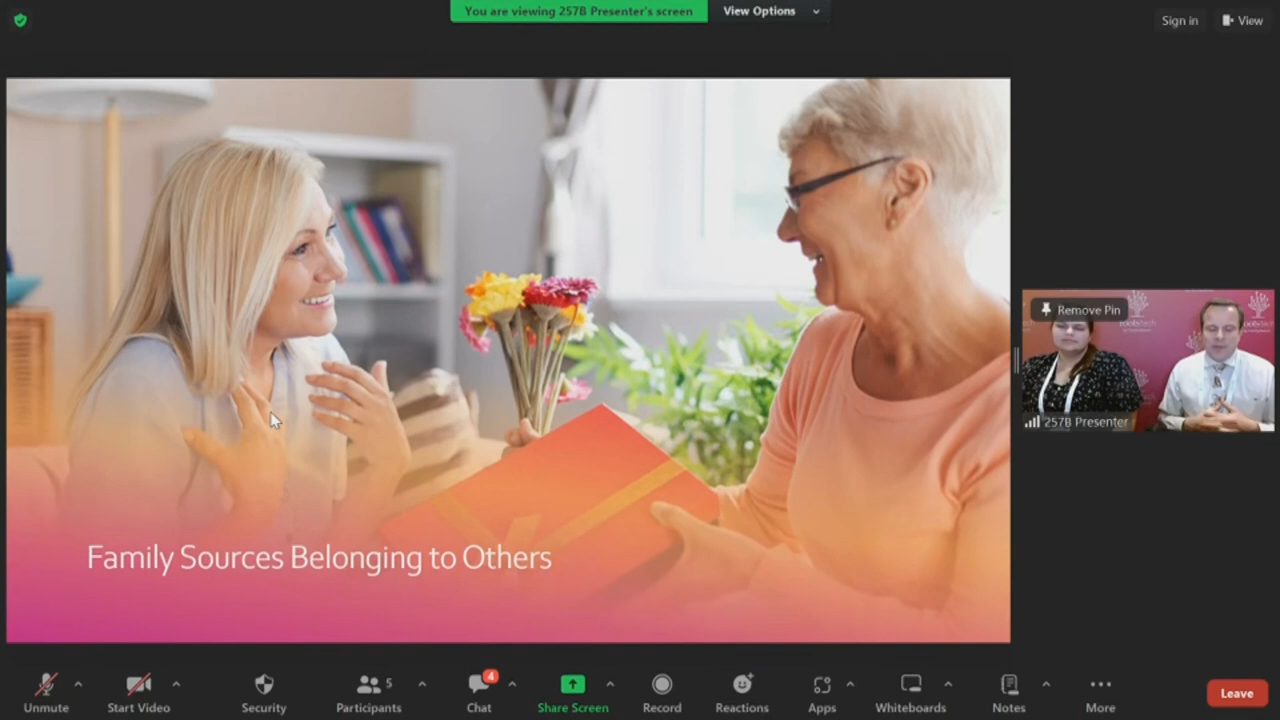 You are viewing 257B Presenter's screen
View Options
Sign in
View
Family Sources Belonging to Others
Remove Pin
rootstech
257B Presenter
Unmute
Start Video
Security
5
Participants
4
Chat
Share Screen
Record
Reactions
Apps
Whiteboards
Notes
More
Leave